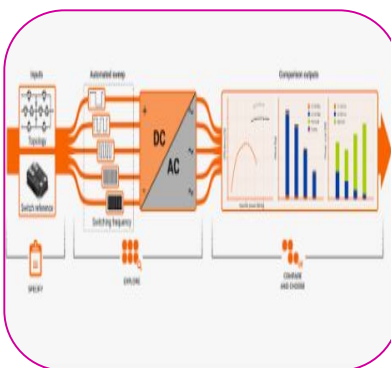 Inputs
Automated sweep
Comparison outputs
Topology
Switch reference
DC
AC
Switching frequency
SPECIFY
EXPLORE
COMPARE
AND CHOOSE